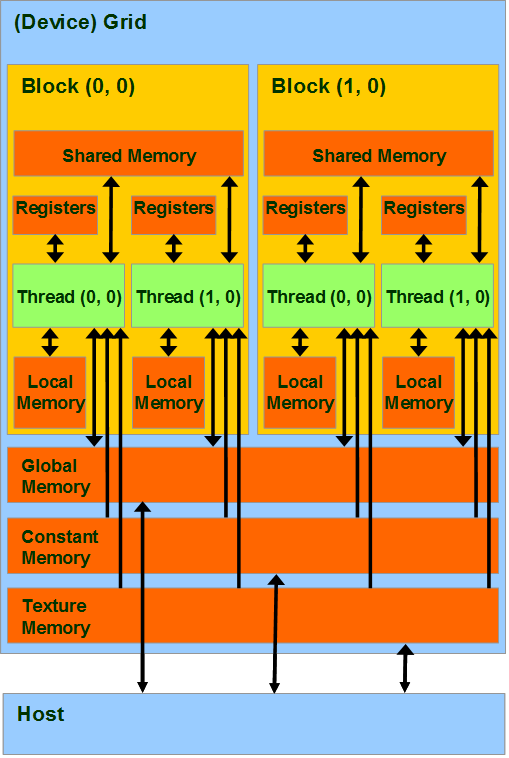 (Device) Grid
Block (0, 0)
Block (1, 0)
Shared Memory
Shared Memory
Registers
Registers
Registers
Registers
Thread (0, 0)
Thread (1, 0)
Thread (0, 0)
Thread (1, 0)
Local
Memory
Local
Memory
Local
Memory
Local
Memory
Global
Memory
Constant
Memory
Texture
Memory
Host